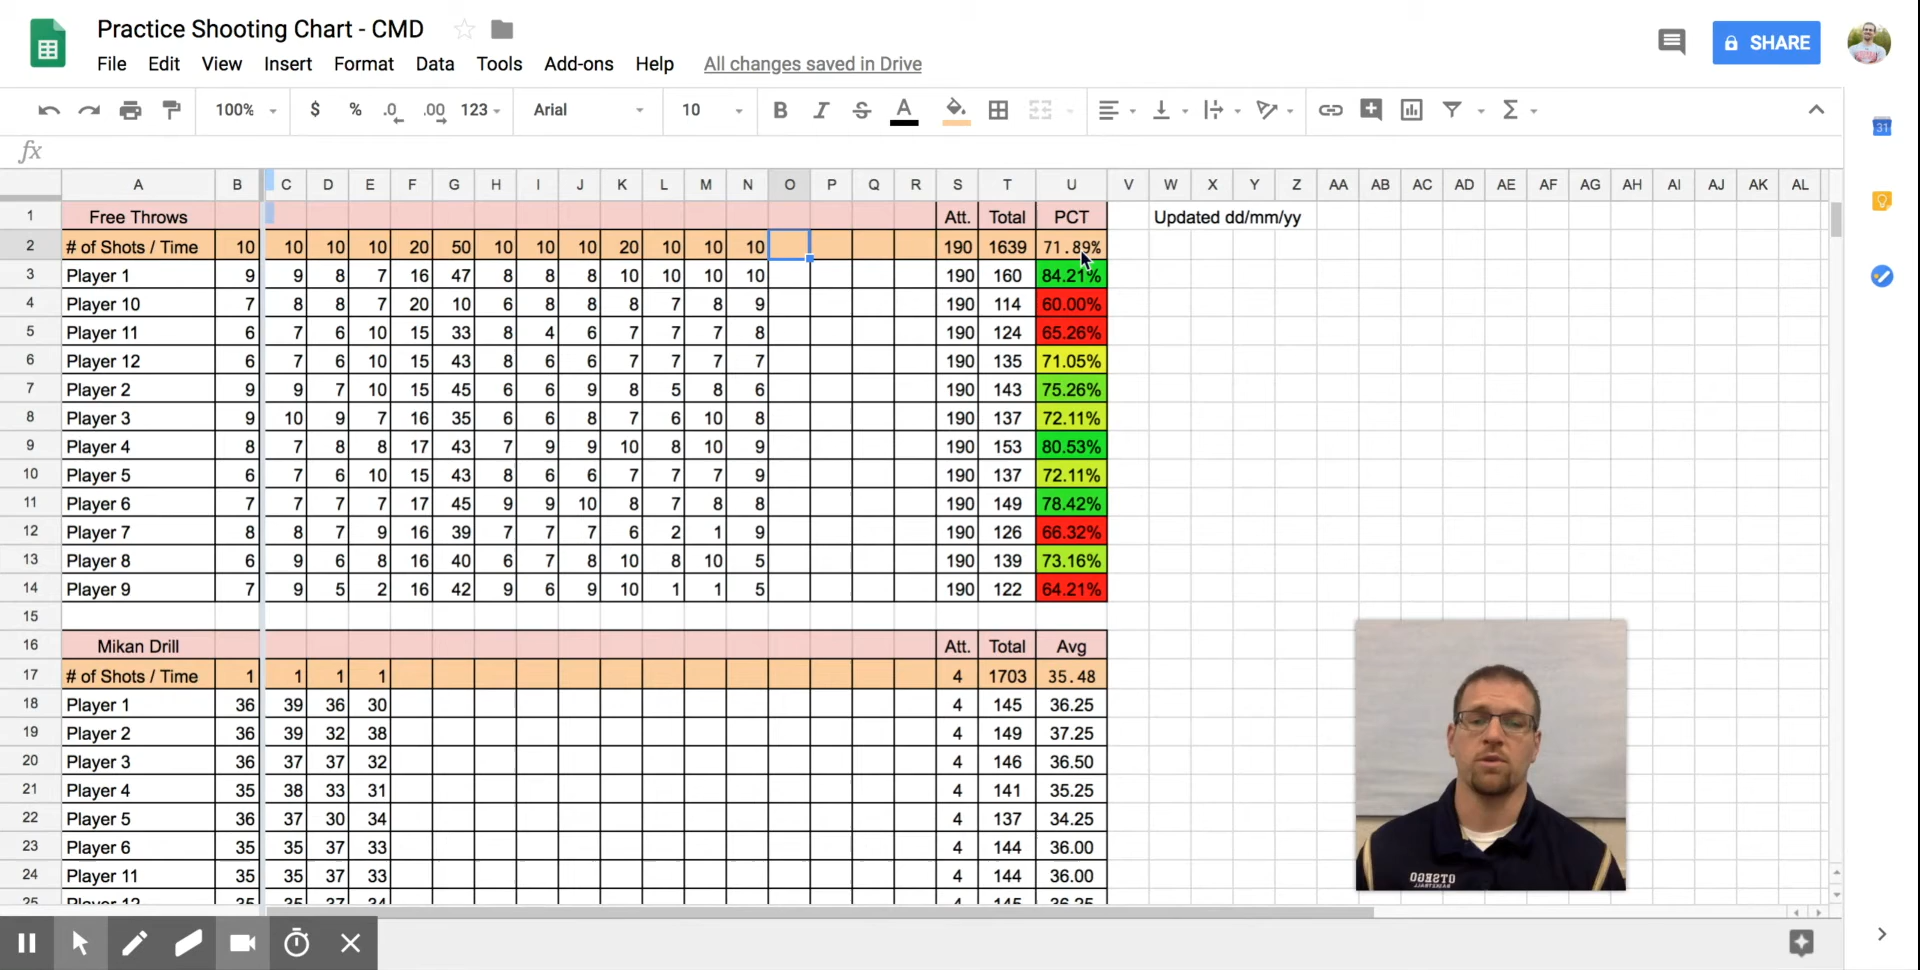 Practice Shooting Chart - CMD
File Edit View Insert Format Data Tools Add-ons Help All changes saved in Drive
SHARE
100% $ % .0 .00 123 Arial 10 B I S A Σ
31
fx
A B C D E F G H I J K L M N O P Q R S T U V W X Y Z AA AB AC AD AE AF AG AH AI AJ AK AL
1 Free Throws Att. Total PCT Updated dd/mm/yy
2 # of Shots / Time 10 10 10 10 20 50 10 10 10 20 10 10 10 190 1639 71.89%
3 Player 1 9 9 8 7 16 47 8 8 8 10 10 10 10 190 160 84.21%
4 Player 10 7 8 8 7 20 10 6 8 8 8 7 8 9 190 114 60.00%
5 Player 11 6 7 6 10 15 33 8 4 6 7 7 7 8 190 124 65.26%
6 Player 12 6 7 6 10 15 43 8 6 6 7 7 7 7 190 135 71.05%
7 Player 2 9 9 7 10 15 45 6 6 9 8 5 8 6 190 143 75.26%
8 Player 3 9 10 9 7 16 35 6 6 8 7 6 10 8 190 137 72.11%
9 Player 4 8 7 8 8 17 43 7 9 9 10 8 10 9 190 153 80.53%
10 Player 5 6 7 6 10 15 43 8 6 6 7 7 7 9 190 137 72.11%
11 Player 6 7 7 7 7 17 45 9 9 10 8 7 8 8 190 149 78.42%
12 Player 7 8 8 7 9 16 39 7 7 7 6 2 1 9 190 126 66.32%
13 Player 8 6 9 6 8 16 40 6 7 8 10 8 10 5 190 139 73.16%
14 Player 9 7 9 5 2 16 42 9 6 9 10 1 1 5 190 122 64.21%
15
16 Mikan Drill Att. Total Avg
17 # of Shots / Time 1 1 1 1 4 1703 35.48
18 Player 1 36 39 36 30 4 145 36.25
19 Player 2 36 39 32 38 4 149 37.25
20 Player 3 36 37 37 32 4 146 36.50
21 Player 4 35 38 33 31 4 141 35.25
22 Player 5 36 37 30 34 4 137 34.25
23 Player 6 35 35 37 33 4 144 36.00
24 Player 11 35 35 37 33 4 144 36.00
25 Player 12 35 35 37 34 4 145 36.25
OTSEGO